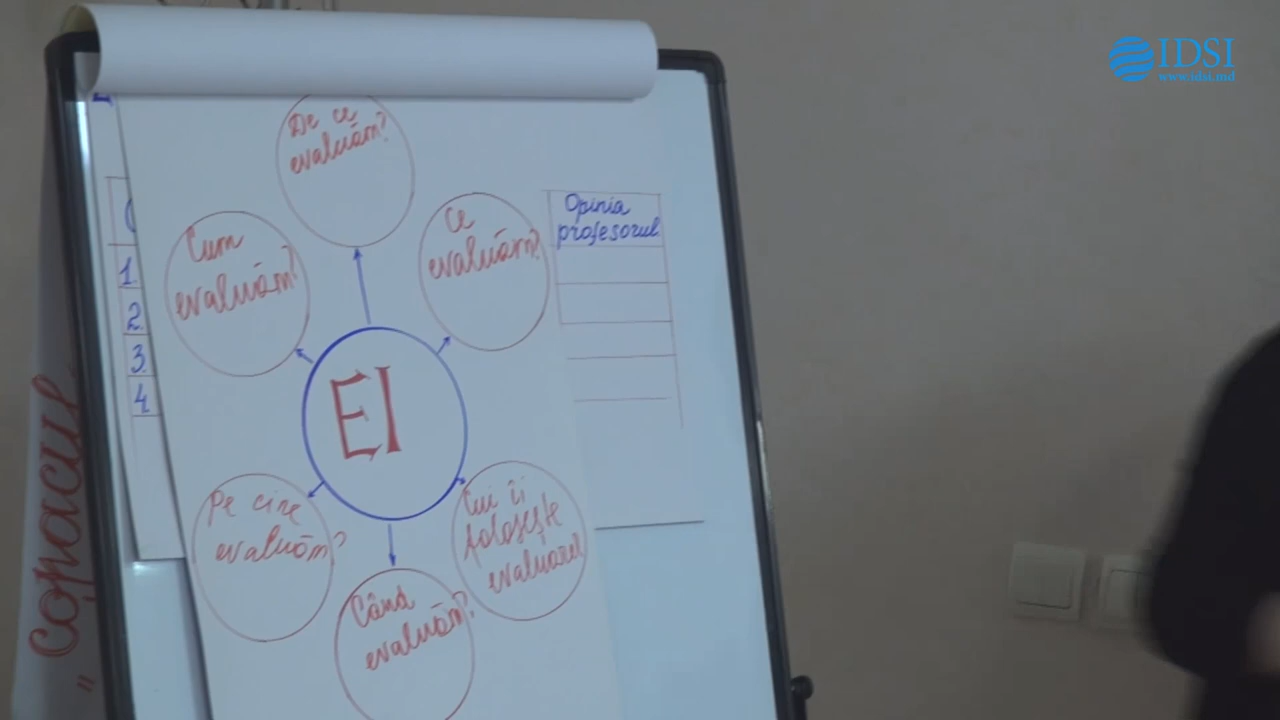 IDSI
www.idsi.md
De ce
evaluăm?
Cum
evaluăm?
Ce
evaluăm?
Opinia
profesorul
1.
2.
3.
4.
EI
Pe cine
evaluăm?
Cui îi
folosește
evaluarea
Când
evaluăm?
"Copacul